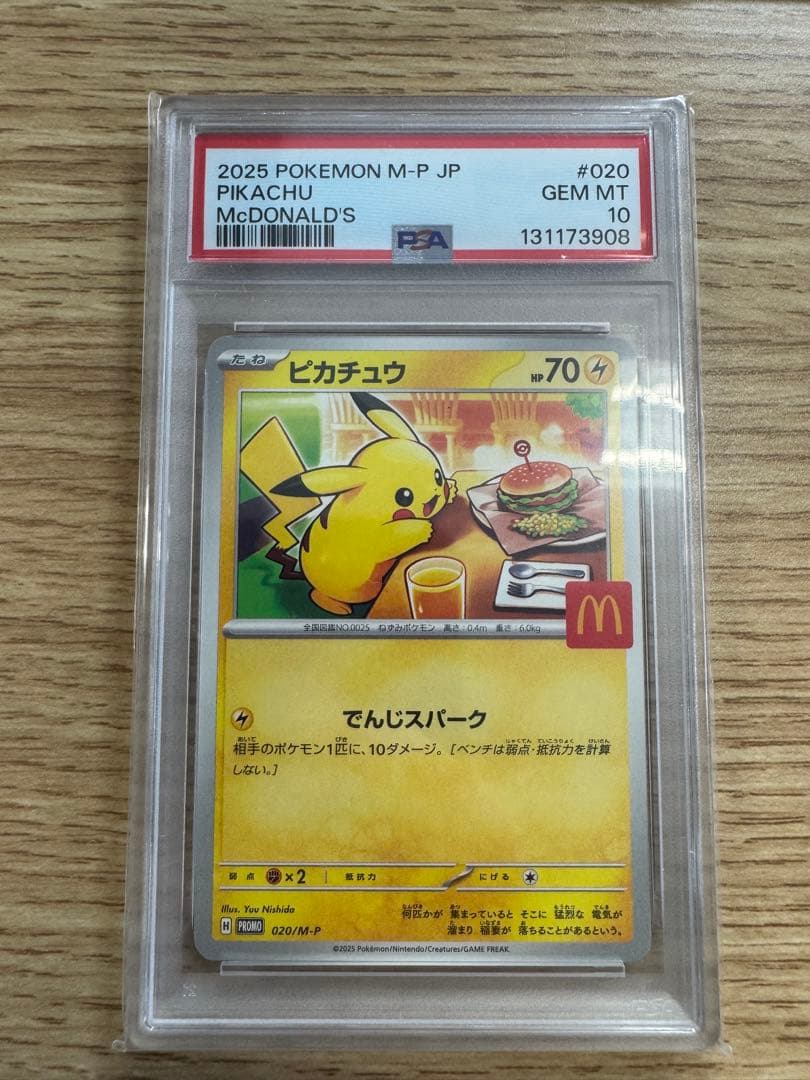 2025 POKEMON M-P JP #020
PIKACHU GEM MT
McDONALD'S 10
PSA 131173908
たね ピカチュウ HP70
全国図鑑NO.0025 ねずみポケモン 高さ:0.4m 重さ:6.0kg
でんじスパーク
相手のポケモン1匹に、10ダメージ。[ベンチは弱点・抵抗力を計算
しない。]
弱点 ×2 抵抗力 にげる
Illus. Yuu Nishida
何匹かが 集まっていると そこに 猛烈な 電気が
溜まり 稲妻が 落ちることがあるという。
H PROMO 020/M-P
©2025 Pokémon/Nintendo/Creatures/GAME FREAK.